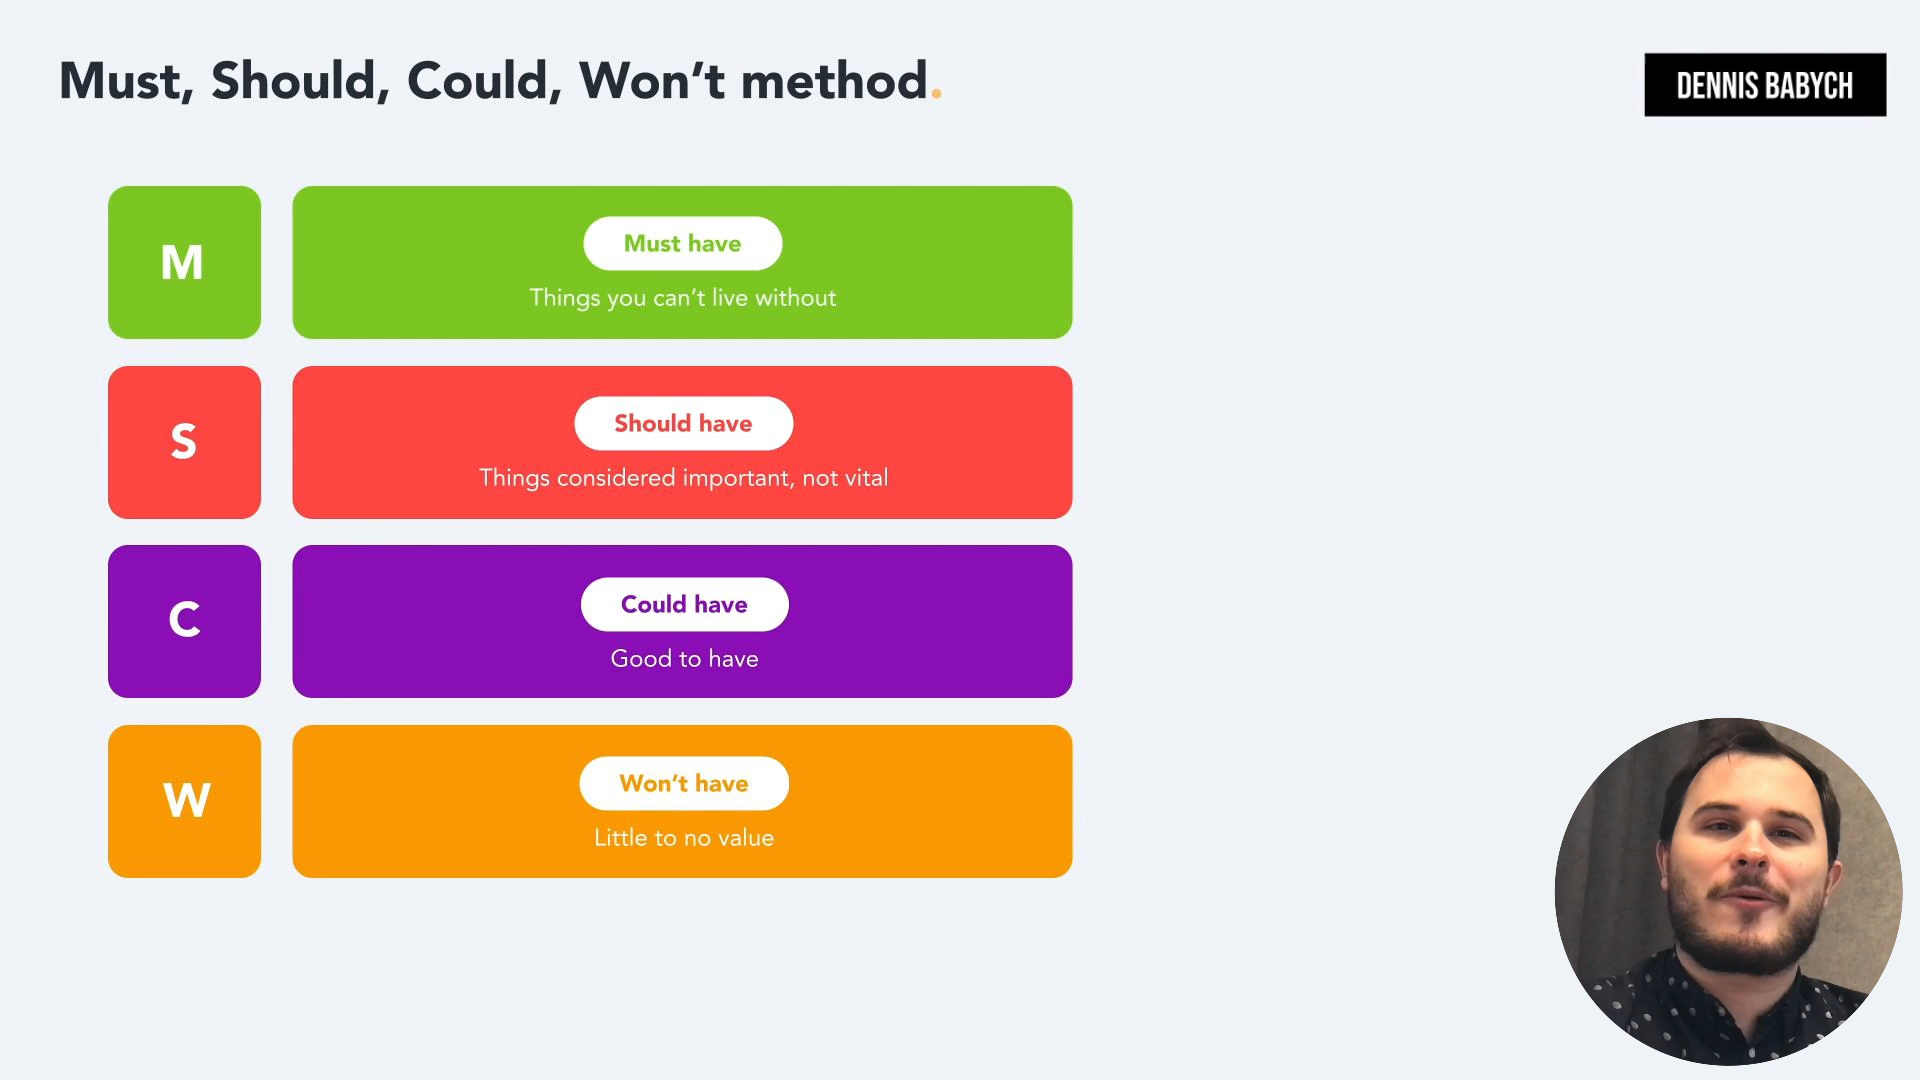 Must, Should, Could, Won’t method.
DENNIS BABYCH
M
Must have
Things you can’t live without
S
Should have
Things considered important, not vital
C
Could have
Good to have
W
Won’t have
Little to no value